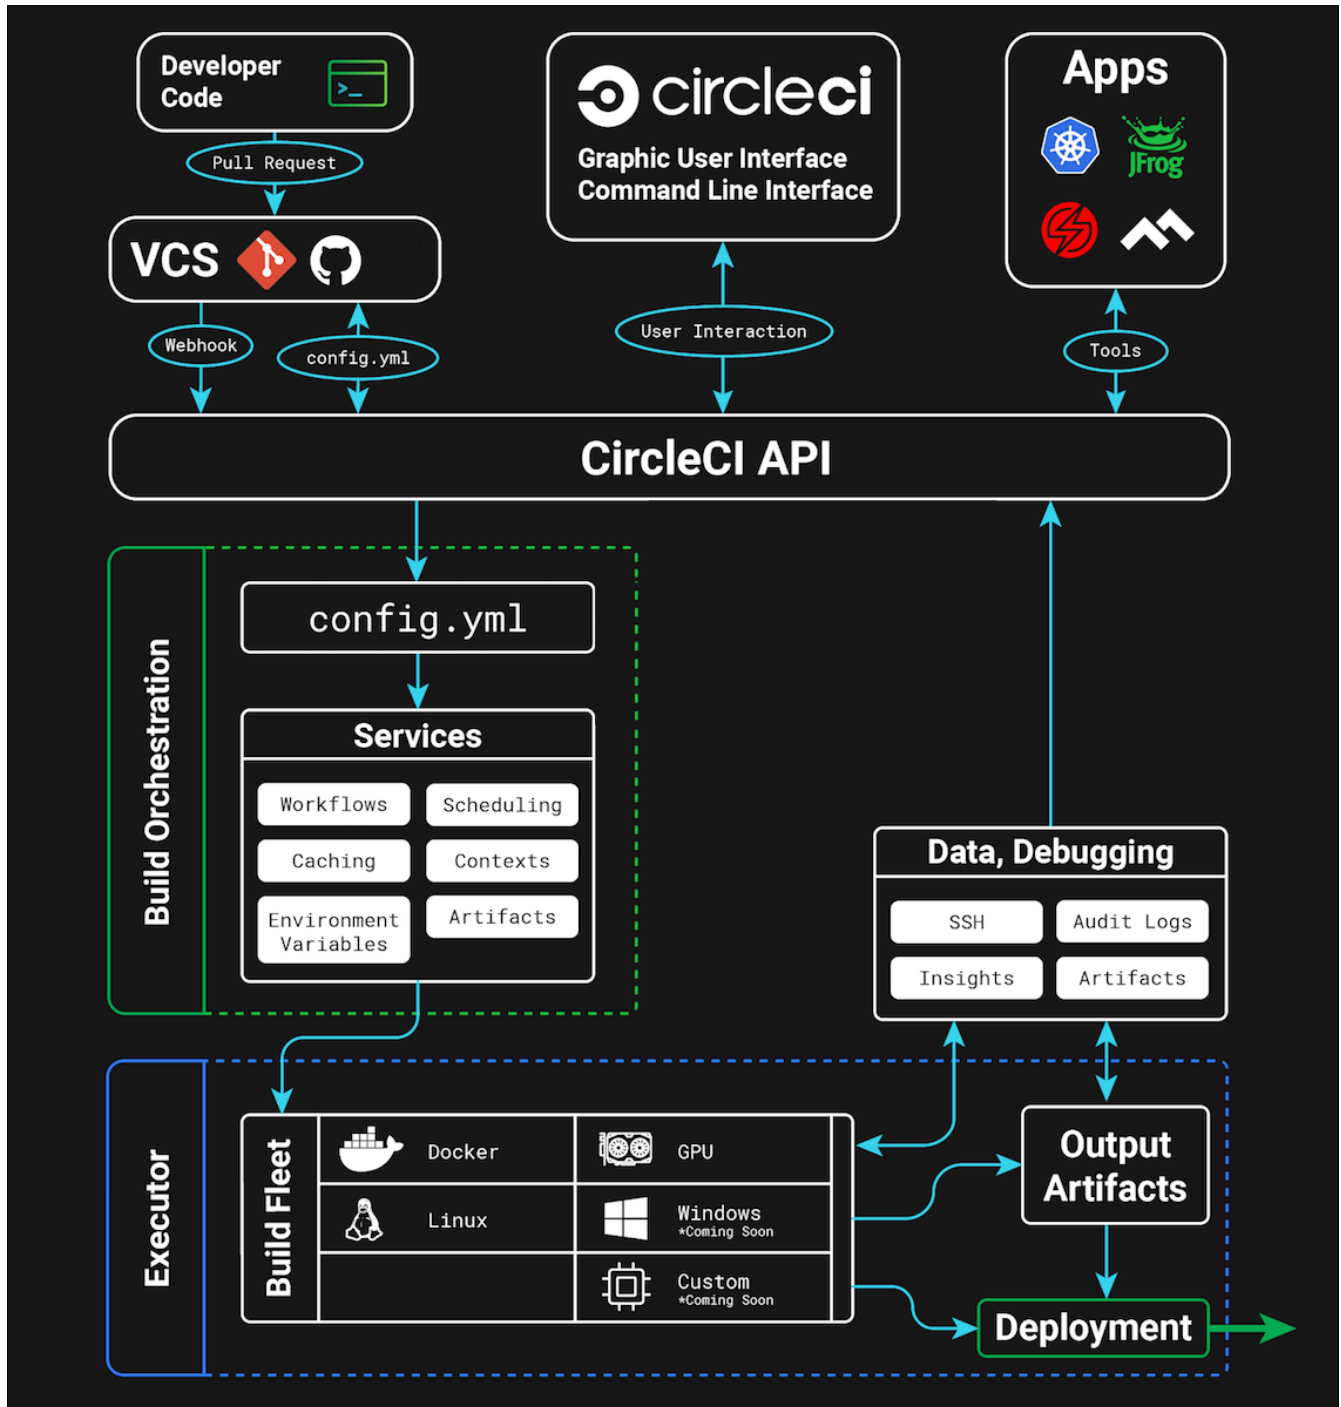 Developer
Code
>_
Pull Request
VCS
Webhook
config.yml
circleci
Graphic User Interface
Command Line Interface
User Interaction
Apps
JFrog
Tools
CircleCI API
Build Orchestration
config.yml
Services
Workflows
Scheduling
Caching
Contexts
Environment
Variables
Artifacts
Data, Debugging
SSH
Audit Logs
Insights
Artifacts
Executor
Build Fleet
Docker
GPU
Linux
Windows
*Coming Soon
Custom
*Coming Soon
Output
Artifacts
Deployment